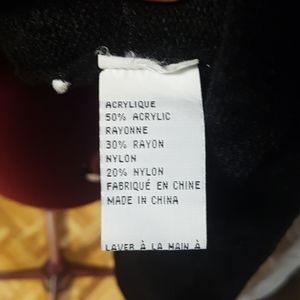 ACRYLIQUE
50% ACRYLIC
RAYONNE
30% RAYON
NYLON
20% NYLON
FABRIQUÉ EN CHINE
MADE IN CHINA
LAVER À LA MAIN À